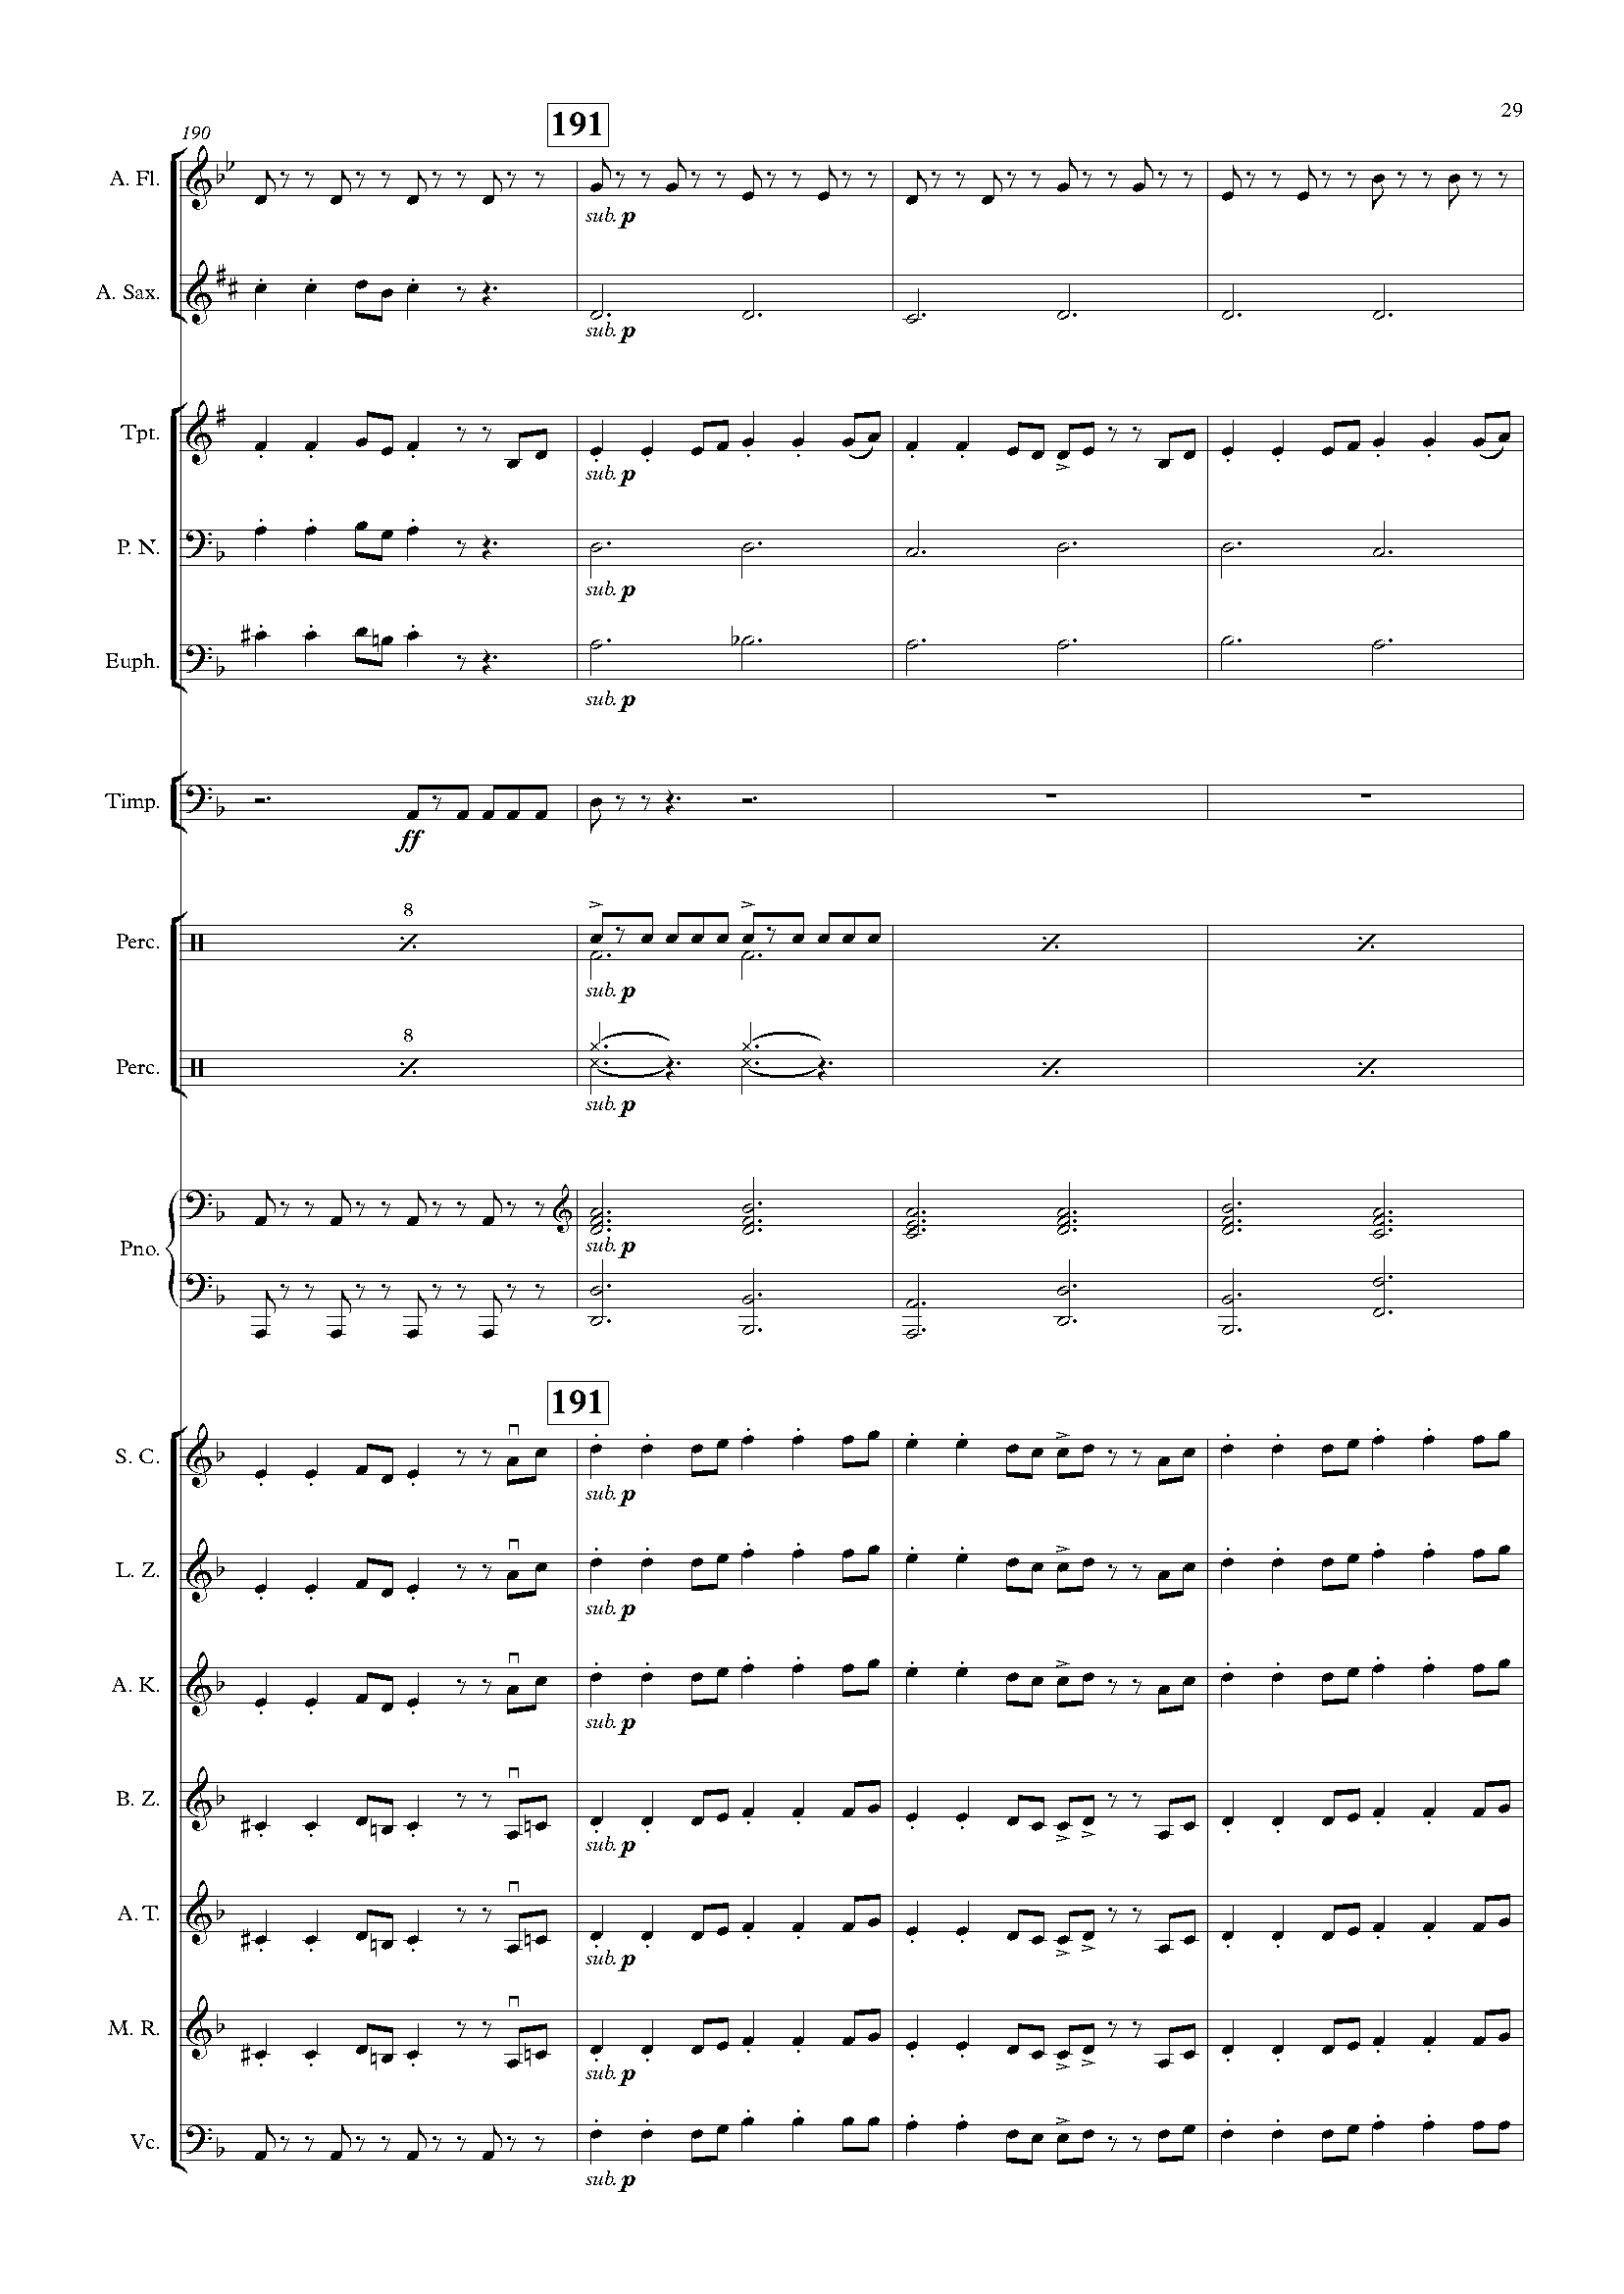 29
190
191
A. Fl.
sub. p
A. Sax.
sub. p
Tpt.
sub. p
P. N.
sub. p
Euph.
sub. p
Timp.
ff
8
Perc.
sub. p
8
Perc.
sub. p
Pno.
sub. p
191
S. C.
sub. p
L. Z.
sub. p
A. K.
sub. p
B. Z.
sub. p
A. T.
sub. p
M. R.
sub. p
Vc.
sub. p